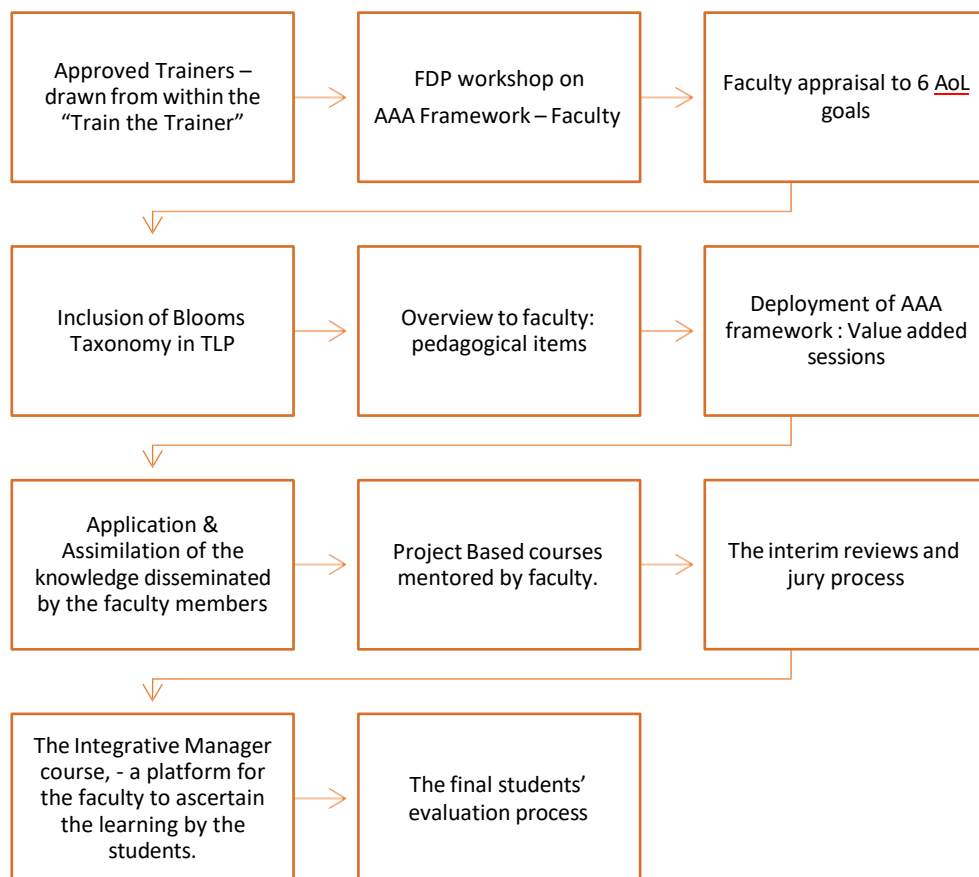 Approved Trainers –
drawn from within the
“Train the Trainer”
FDP workshop on
AAA Framework – Faculty
Faculty appraisal to 6 AoL
goals
Inclusion of Blooms
Taxonomy in TLP
Overview to faculty:
pedagogical items
Deployment of AAA
framework : Value added
sessions
Application &
Assimilation of the
knowledge disseminated
by the faculty members
Project Based courses
mentored by faculty.
The interim reviews and
jury process
The Integrative Manager
course, - a platform for
the faculty to ascertain
the learning by the
students.
The final students’
evaluation process